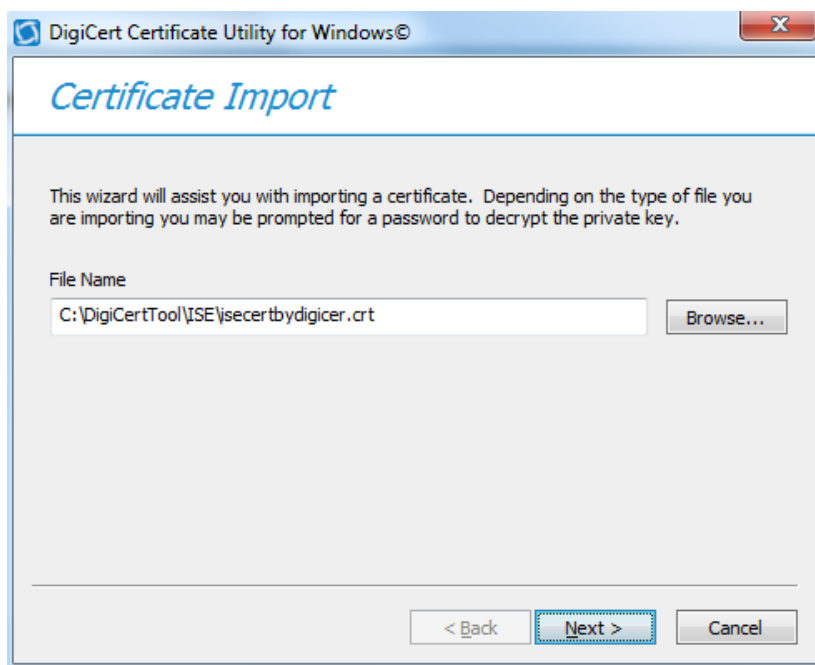 DigiCert Certificate Utility for Windows©
Certificate Import
This wizard will assist you with importing a certificate. Depending on the type of file you
are importing you may be prompted for a password to decrypt the private key.
File Name
C:\DigiCertTool\ISE\isecertbydigicer.crt
Browse...
< Back
Next >
Cancel